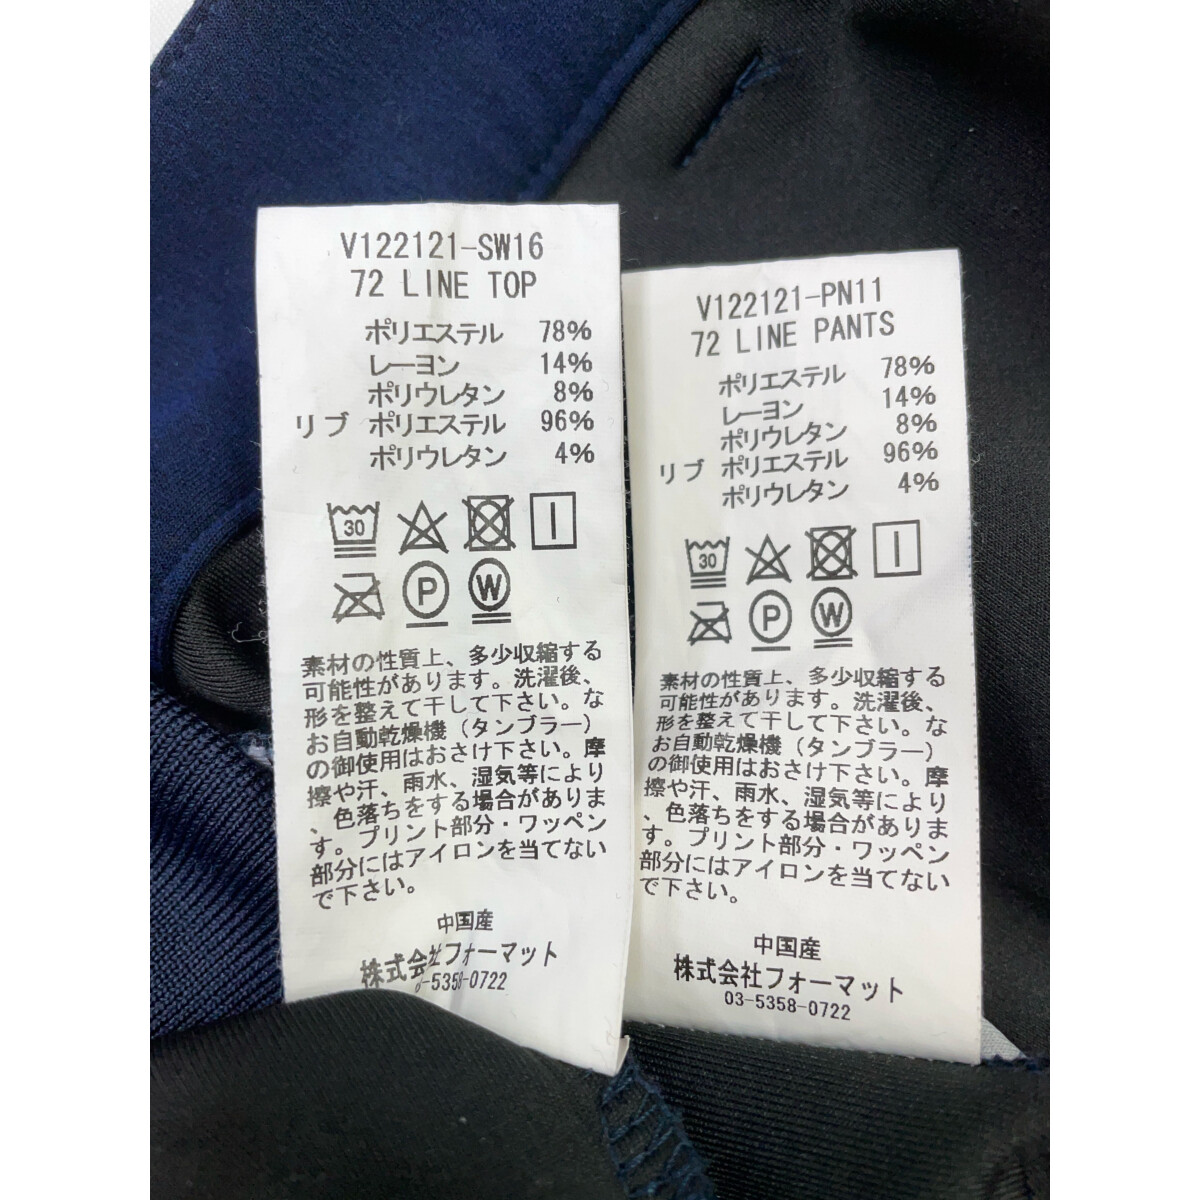 V122121-SW16
72 LINE TOP
ポリエステル 78%
レーヨン 14%
ポリウレタン 8%
リブ ポリエステル 96%
ポリウレタン 4%
30
P W
素材の性質上、多少収縮する
可能性があります。洗濯後、
形を整えて干して下さい。な
お自動乾燥機(タンブラー)
の御使用はおさけ下さい。摩
擦や汗、雨水、湿気等により
、色落ちをする場合がありま
す。プリント部分・ワッペン
部分にはアイロンを当てない
で下さい。
中国産
株式会社フォーマット
-5358-0722
V122121-PN11
72 LINE PANTS
ポリエステル 78%
レーヨン 14%
ポリウレタン 8%
リブ ポリエステル 96%
ポリウレタン 4%
30
P W
素材の性質上、多少収縮する
可能性があります。洗濯後、
形を整えて干して下さい。な
お自動乾燥機(タンブラー)
の御使用はおさけ下さい。摩
擦や汗、雨水、湿気等により
、色落ちをする場合がありま
す。プリント部分・ワッペン
部分にはアイロンを当てない
で下さい。
中国産
株式会社フォーマット
03-5358-0722